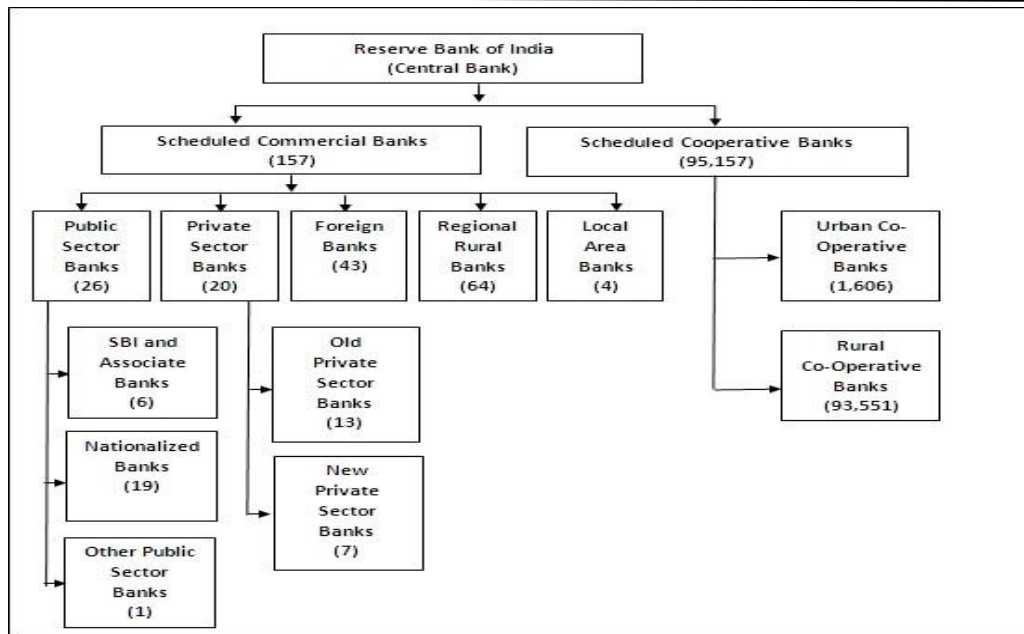 Reserve Bank of India
(Central Bank)
Scheduled Commercial Banks
(157)
Scheduled Cooperative Banks
(95,157)
Public
Sector
Banks
(26)
Private
Sector
Banks
(20)
Foreign
Banks
(43)
Regional
Rural
Banks
(64)
Local
Area
Banks
(4)
Urban Co-
Operative
Banks
(1,606)
SBI and
Associate
Banks
(6)
Old
Private
Sector
Banks
(13)
Rural
Co-Operative
Banks
(93,551)
Nationalized
Banks
(19)
New
Private
Sector
Banks
(7)
Other Public
Sector
Banks
(1)